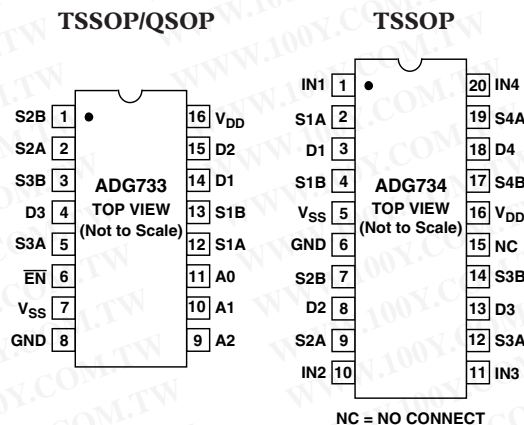 TSSOP/QSOP
S2B 1 16 VDD
S2A 2 15 D2
S3B 3 14 D1
D3 4 13 S1B
S3A 5 12 S1A
EN 6 11 A0
VSS 7 10 A1
GND 8 9 A2
ADG733
TOP VIEW
(Not to Scale)
TSSOP
IN1 1 20 IN4
S1A 2 19 S4A
D1 3 18 D4
S1B 4 17 S4B
VSS 5 16 VDD
GND 6 15 NC
S2B 7 14 S3B
D2 8 13 D3
S2A 9 12 S3A
IN2 10 11 IN3
ADG734
TOP VIEW
(Not to Scale)
NC = NO CONNECT
WWW.100Y.COM.TW